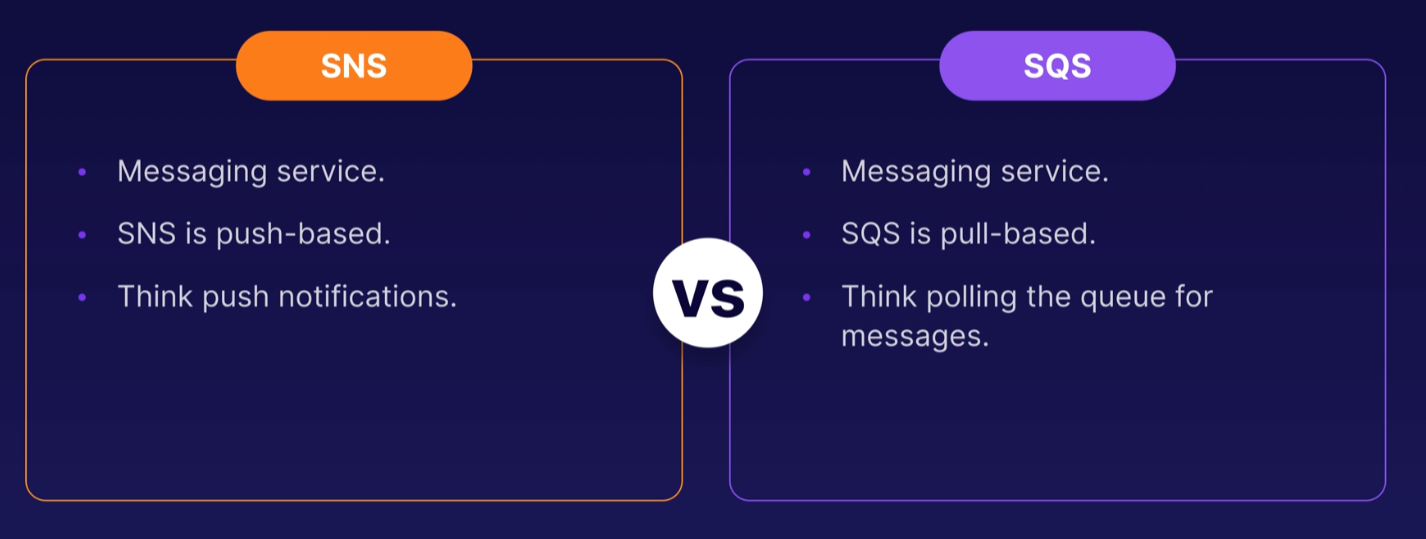 SNS
Messaging service.
SNS is push-based.
Think push notifications.
VS
SQS
Messaging service.
SQS is pull-based.
Think polling the queue for
messages.